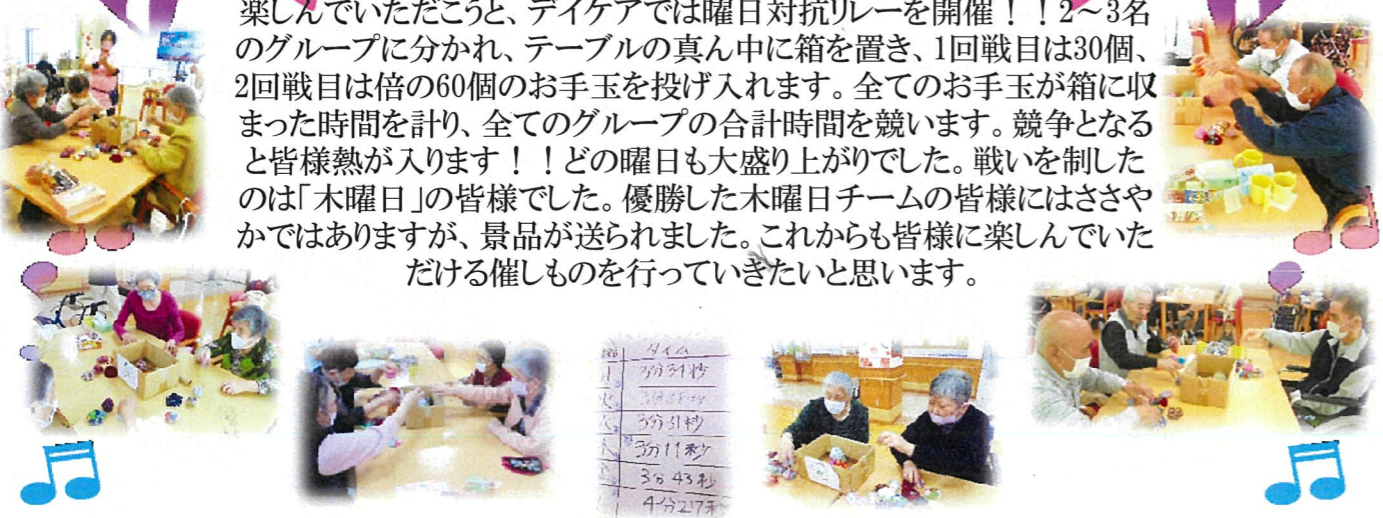 楽しんでいただこうと、デイケアでは曜日対抗リレーを開催！！2～3名
のグループに分かれ、テーブルの真ん中に箱を置き、1回戦目は30個、
2回戦目は倍の60個のお手玉を投げ入れます。全てのお手玉が箱に収
まった時間を計り、全てのグループの合計時間を競います。競争となる
と皆様熱が入ります！！どの曜日も大盛り上がりでした。戦いを制した
のは「木曜日」の皆様でした。優勝した木曜日チームの皆様にはささや
かではありますが、景品が送られました。これからも皆様に楽しんでいた
だける催しものを行っていきたいと思います。
タイム
3分34秒
3分31秒
3分11秒
3分43秒
4分27秒